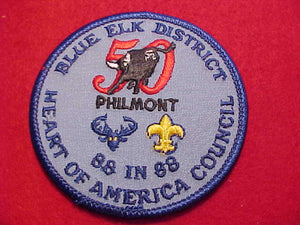 BLUE ELK DISTRICT
50
PHILMONT
88 IN 88
HEART OF AMERICA COUNCIL